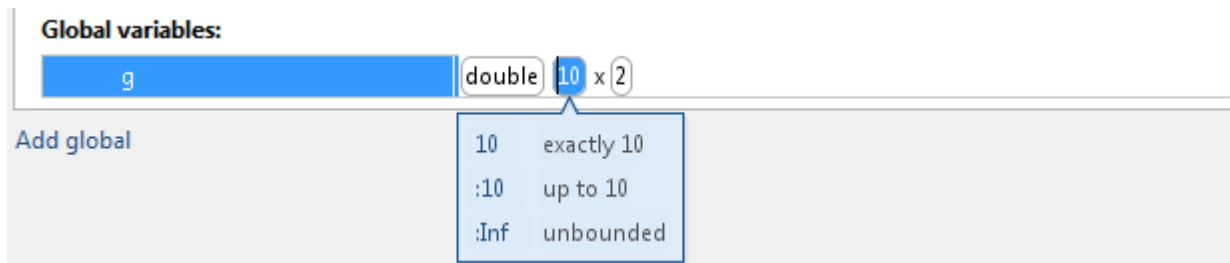 Global variables:
g double 10 x 2
Add global
10 exactly 10
:10 up to 10
:Inf unbounded